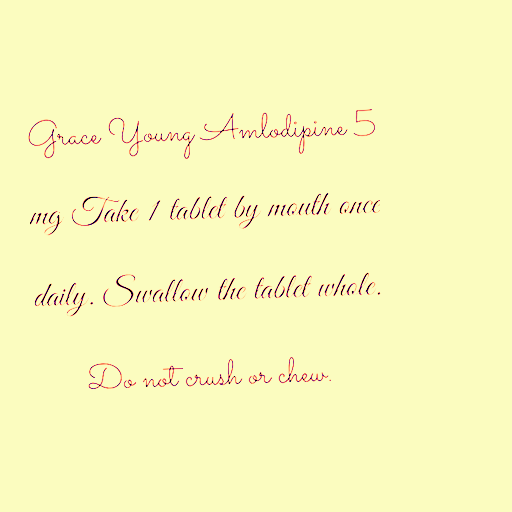 Grace Young Amlodipine 5
mg Take 1 tablet by mouth once
daily. Swallow the tablet whole.
Do not crush or chew.